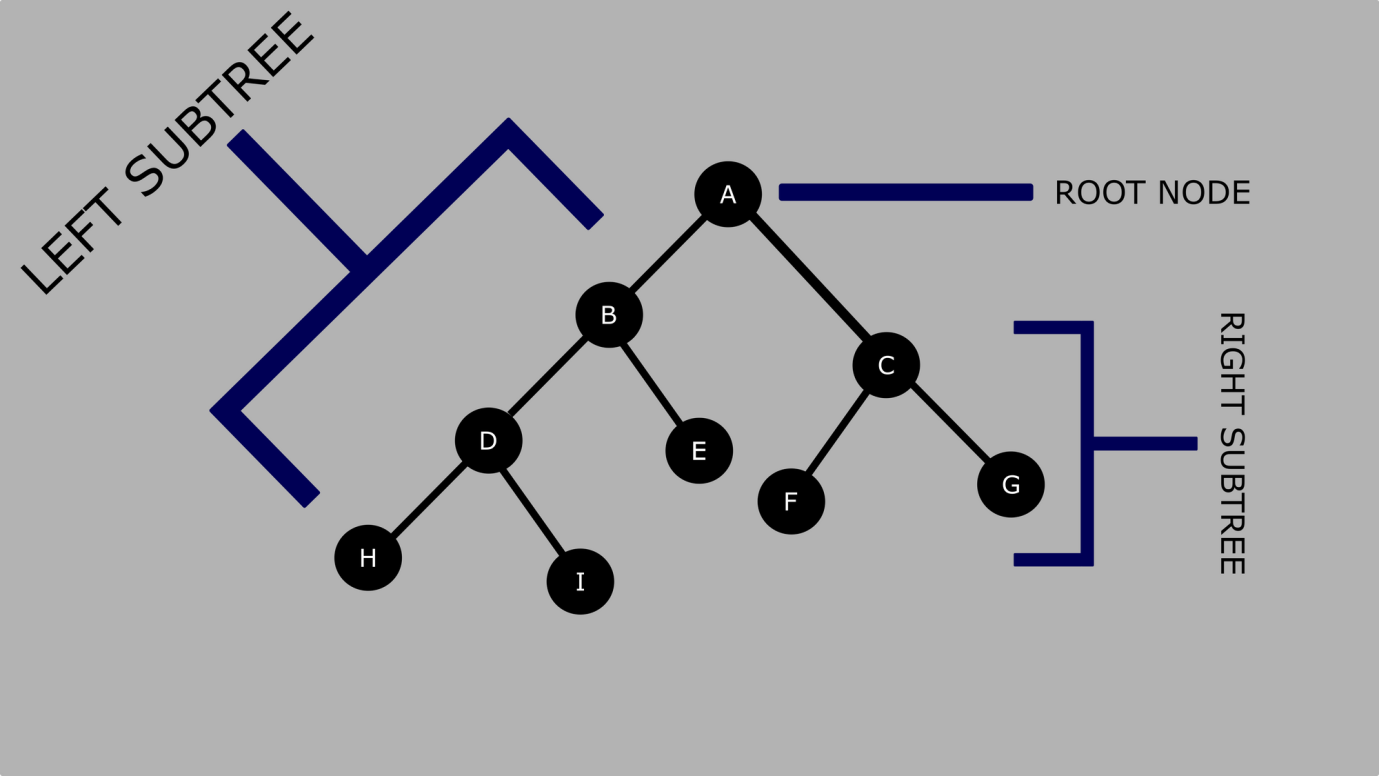 LEFT SUBTREE
A
ROOT NODE
B
C
RIGHT SUBTREE
D
E
G
F
H
I